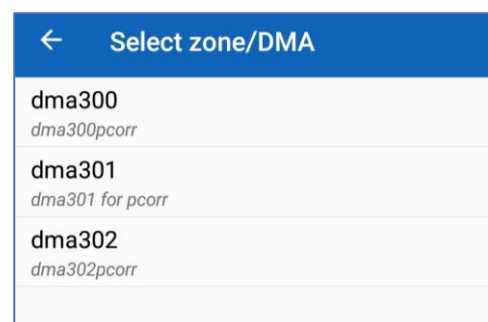 Select zone/DMA
dma300
dma300pcorr
dma301
dma301 for pcorr
dma302
dma302pcorr